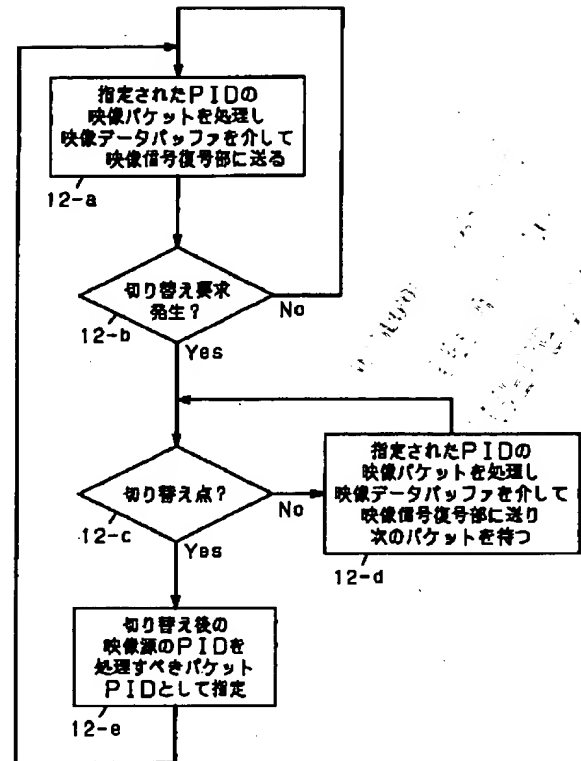 指定されたPIDの
映像パケットを処理し
映像データバッファを介して
映像信号復号部に送る
12-a
切り替え要求
発生?
No
12-b
Yes
指定されたPIDの
映像パケットを処理し
映像データバッファを介して
映像信号復号部に送り
次のパケットを待つ
切り替え点?
No
12-c
Yes
12-d
切り替え後の
映像源のPIDを
処理すべきパケット
PIDとして指定
12-e